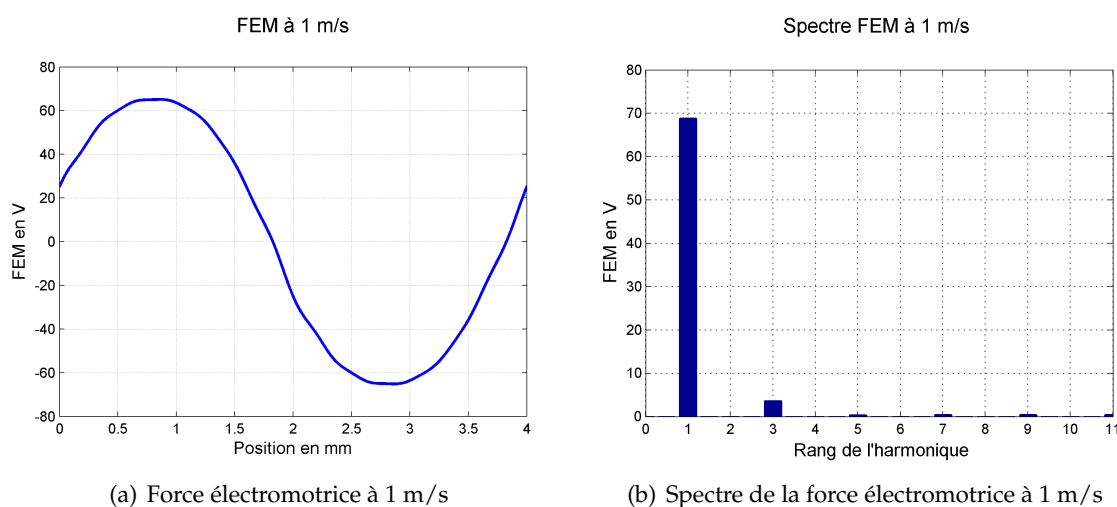 FEM à 1 m/s
80
60
40
20
0
-20
-40
-60
-80
FEM en V
0 0.5 1 1.5 2 2.5 3 3.5 4
Position en mm
(a) Force électromotrice à 1 m/s
Spectre FEM à 1 m/s
80
70
60
50
40
30
20
10
0
FEM en V
0 1 2 3 4 5 6 7 8 9 10 11
Rang de l'harmonique
(b) Spectre de la force électromotrice à 1 m/s